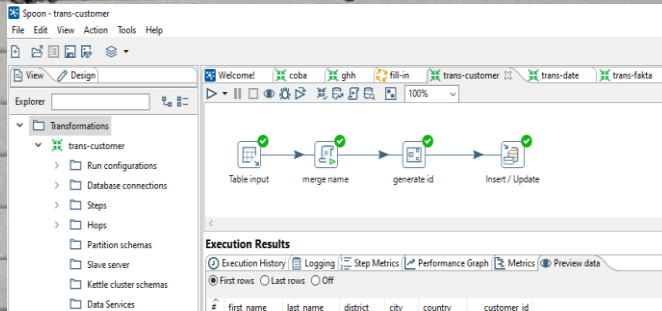 Spoon - trans-customer
File Edit View Action Tools Help
View Design
Explorer
Transformations
trans-customer
Run configurations
Database connections
Steps
Hops
Partition schemas
Slave server
Kettle cluster schemas
Data Services
Welcome! coba ghh fill-in trans-customer trans-date trans-fakta
100%
Table input merge name generate id Insert / Update
Execution Results
Execution History Logging Step Metrics Performance Graph Metrics Preview data
First rows Last rows Off
# first_name last_name district city country customer_id